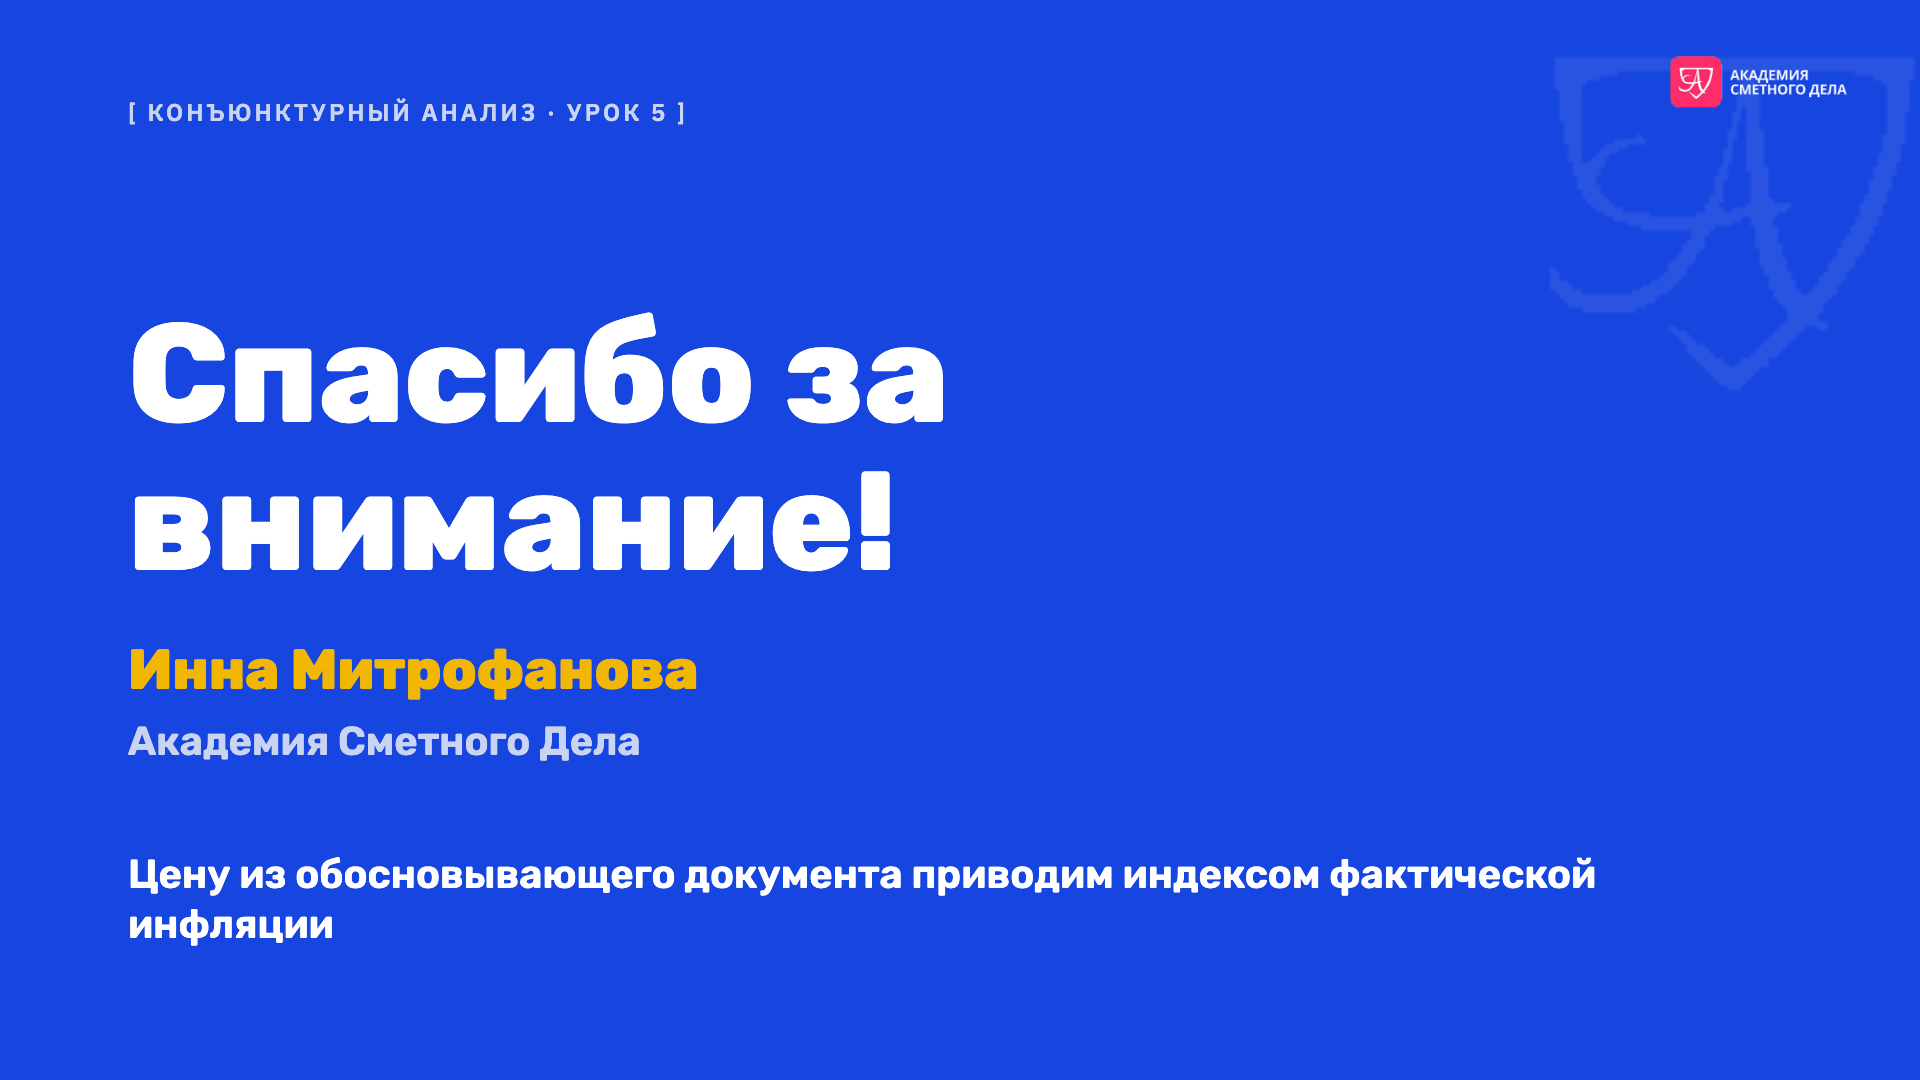 [ КОНЪЮНКТУРНЫЙ АНАЛИЗ · УРОК 5 ]
АКАДЕМИЯ
СМЕТНОГО ДЕЛА
Спасибо за
внимание!
Инна Митрофанова
Академия Сметного Дела
Цену из обосновывающего документа приводим индексом фактической
инфляции